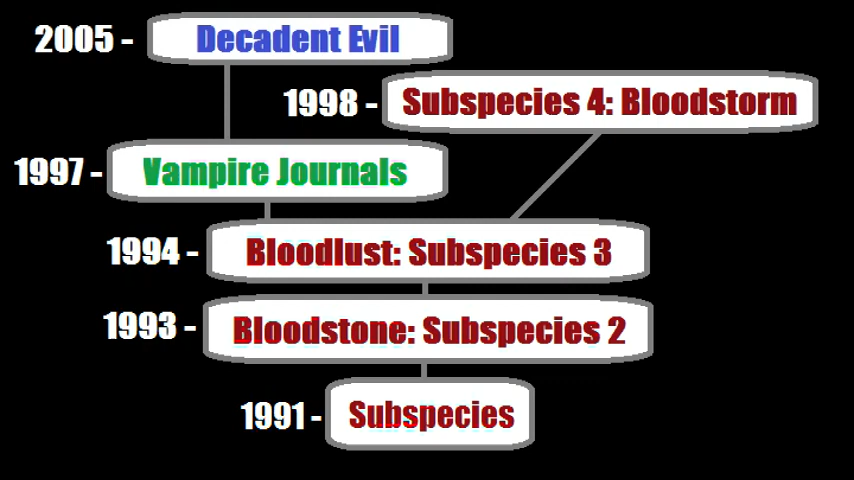 2005 - Decadent Evil
1998 - Subspecies 4: Bloodstorm
1997 - Vampire Journals
1994 - Bloodlust: Subspecies 3
1993 - Bloodstone: Subspecies 2
1991 - Subspecies